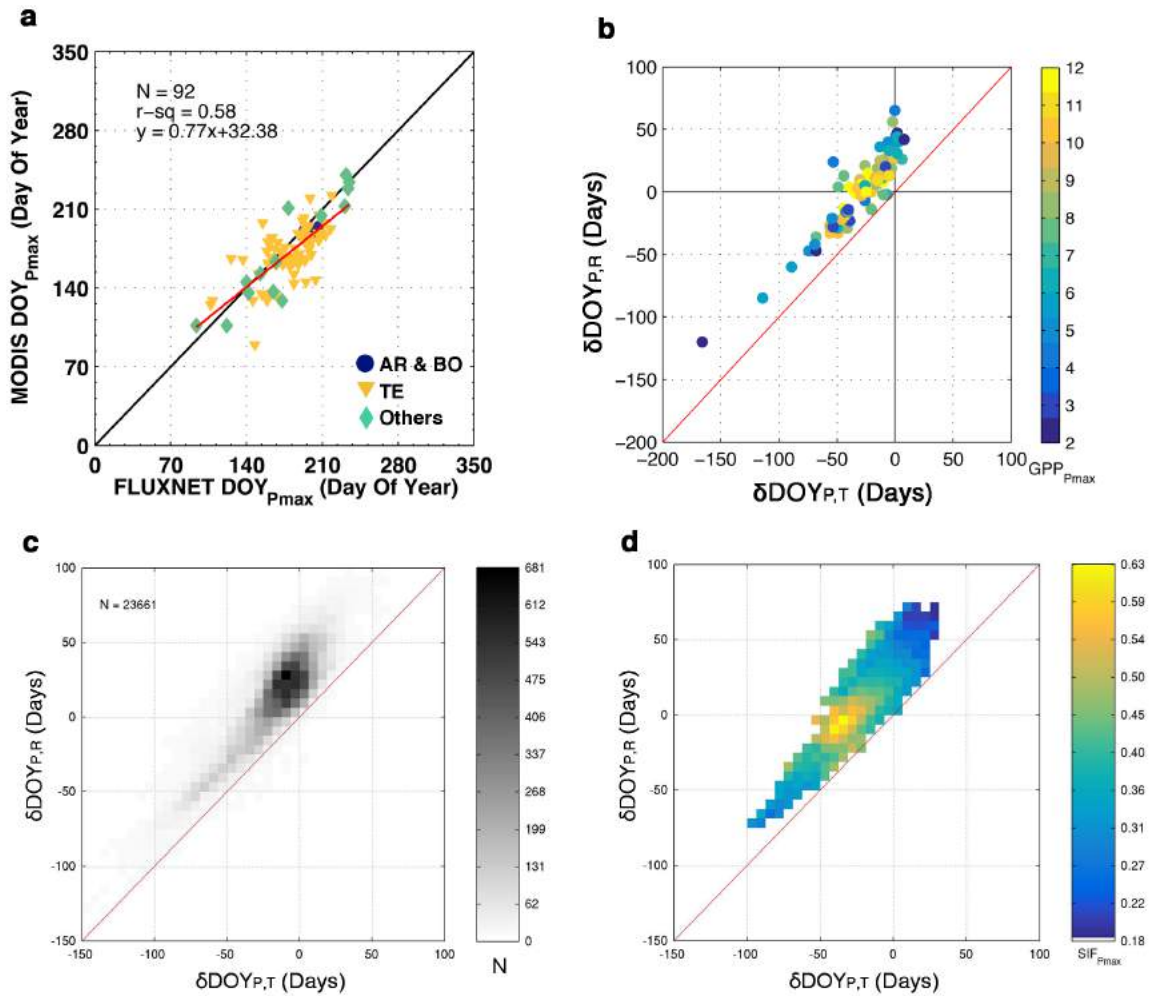 a
350
280
210
140
70
0
0 70 140 210 280 350
MODIS DOYPmax (Day Of Year)
FLUXNET DOYPmax (Day Of Year)
N = 92
r-sq = 0.58
y = 0.77x+32.38
AR & BO
TE
Others
b
100
50
0
−50
−100
−150
−200
−200 −150 −100 −50 0 50 100
δDOYP,R (Days)
δDOYP,T (Days)
12
11
10
9
8
7
6
5
4
3
2
GPPPmax
c
100
50
0
-50
-100
-150
-150 -100 -50 0 50 100
δDOYP,R (Days)
δDOYP,T (Days)
N = 23661
681
612
543
475
406
337
268
199
131
62
0
N
d
100
50
0
-50
-100
-150
-150 -100 -50 0 50 100
δDOYP,R (Days)
δDOYP,T (Days)
0.63
0.59
0.54
0.50
0.45
0.40
0.36
0.31
0.27
0.22
0.18
SIFPmax